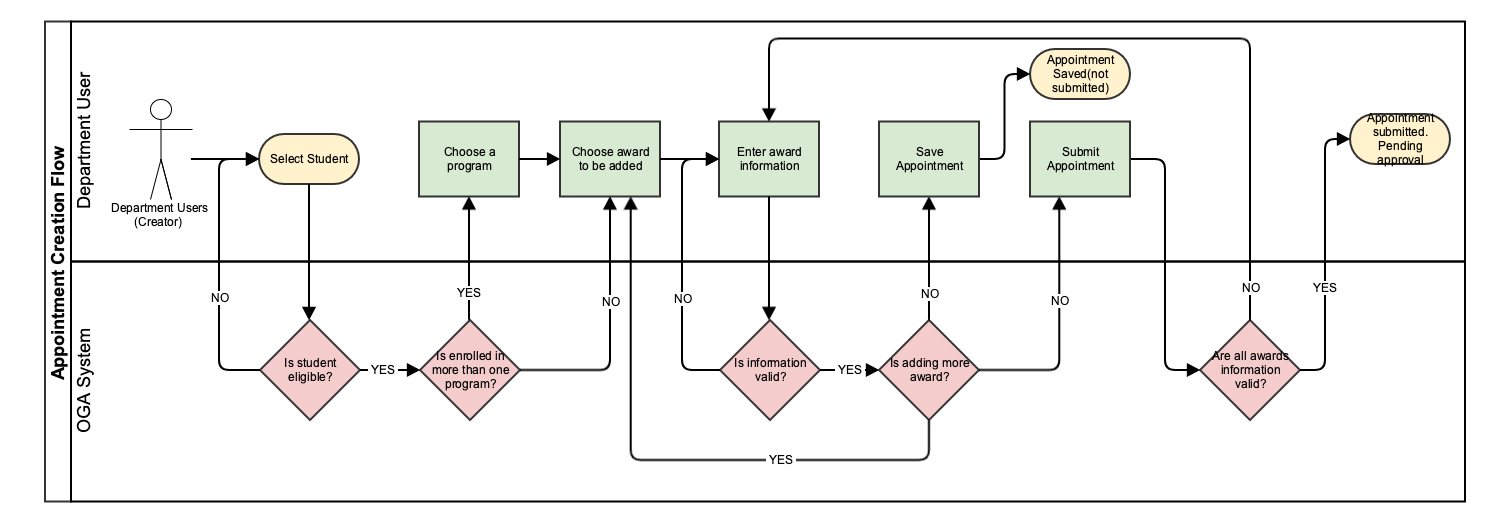 Appointment Creation Flow
Department User
Department Users
(Creator)
Select Student
Choose a
program
Choose award
to be added
Enter award
information
Save
Appointment
Appointment
Saved(not
submitted)
Submit
Appointment
Appointment
submitted.
Pending
approval
OGA System
NO
Is student
eligible?
YES
YES
Is enrolled in
more than one
program?
NO
NO
Is information
valid?
YES
NO
Is adding more
award?
NO
YES
Are all awards
information
valid?
NO
YES